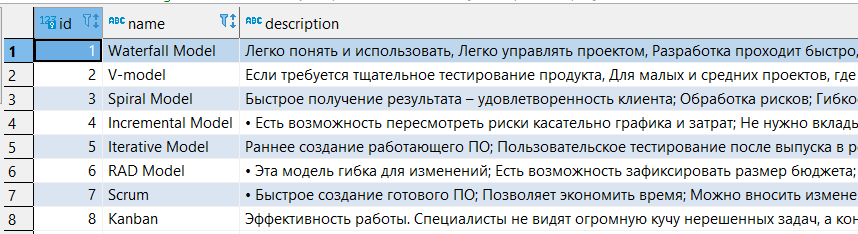 123 id ABC name ABC description
1 1 Waterfall Model Легко понять и использовать, Легко управлять проектом, Разработка проходит быстро,
2 2 V-model Если требуется тщательное тестирование продукта, Для малых и средних проектов, где
3 3 Spiral Model Быстрое получение результата – удовлетворенность клиента; Обработка рисков; Гибко
4 4 Incremental Model • Есть возможность пересмотреть риски касательно графика и затрат; Не нужно вклады
5 5 Iterative Model Раннее создание работающего ПО; Пользовательское тестирование после выпуска в р
6 6 RAD Model • Эта модель гибка для изменений; Есть возможность зафиксировать размер бюджета;
7 7 Scrum • Быстрое создание готового ПО; Позволяет экономить время; Можно вносить измене
8 8 Kanban Эффективность работы. Специалисты не видят огромную кучу нерешенных задач, а кон